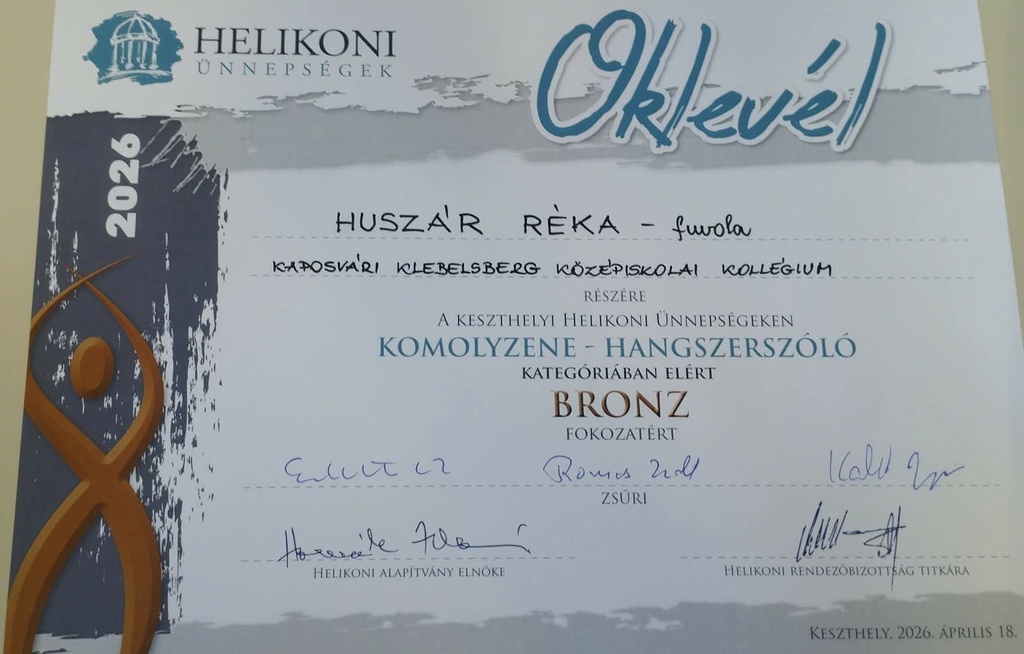 HELIKONI
ÜNNEPSÉGEK
Oklevél
2026
HUSZÁR RÉKA - fuvola
KAPOSVÁRI KLEBELSBERG KÖZÉPISKOLAI KOLLÉGIUM
RÉSZÉRE
A KESZTHELYI HELIKONI ÜNNEPSÉGEKEN
KOMOLYZENE - HANGSZERSZÓLÓ
KATEGÓRIÁBAN ELÉRT
BRONZ
FOKOZATÉRT
Zsolt
ZSŰRI
HELIKONI ALAPÍTVÁNY ELNÖKE
HELIKONI RENDEZŐBIZOTTSÁG TITKÁRA
KESZTHELY, 2026. ÁPRILIS 18.